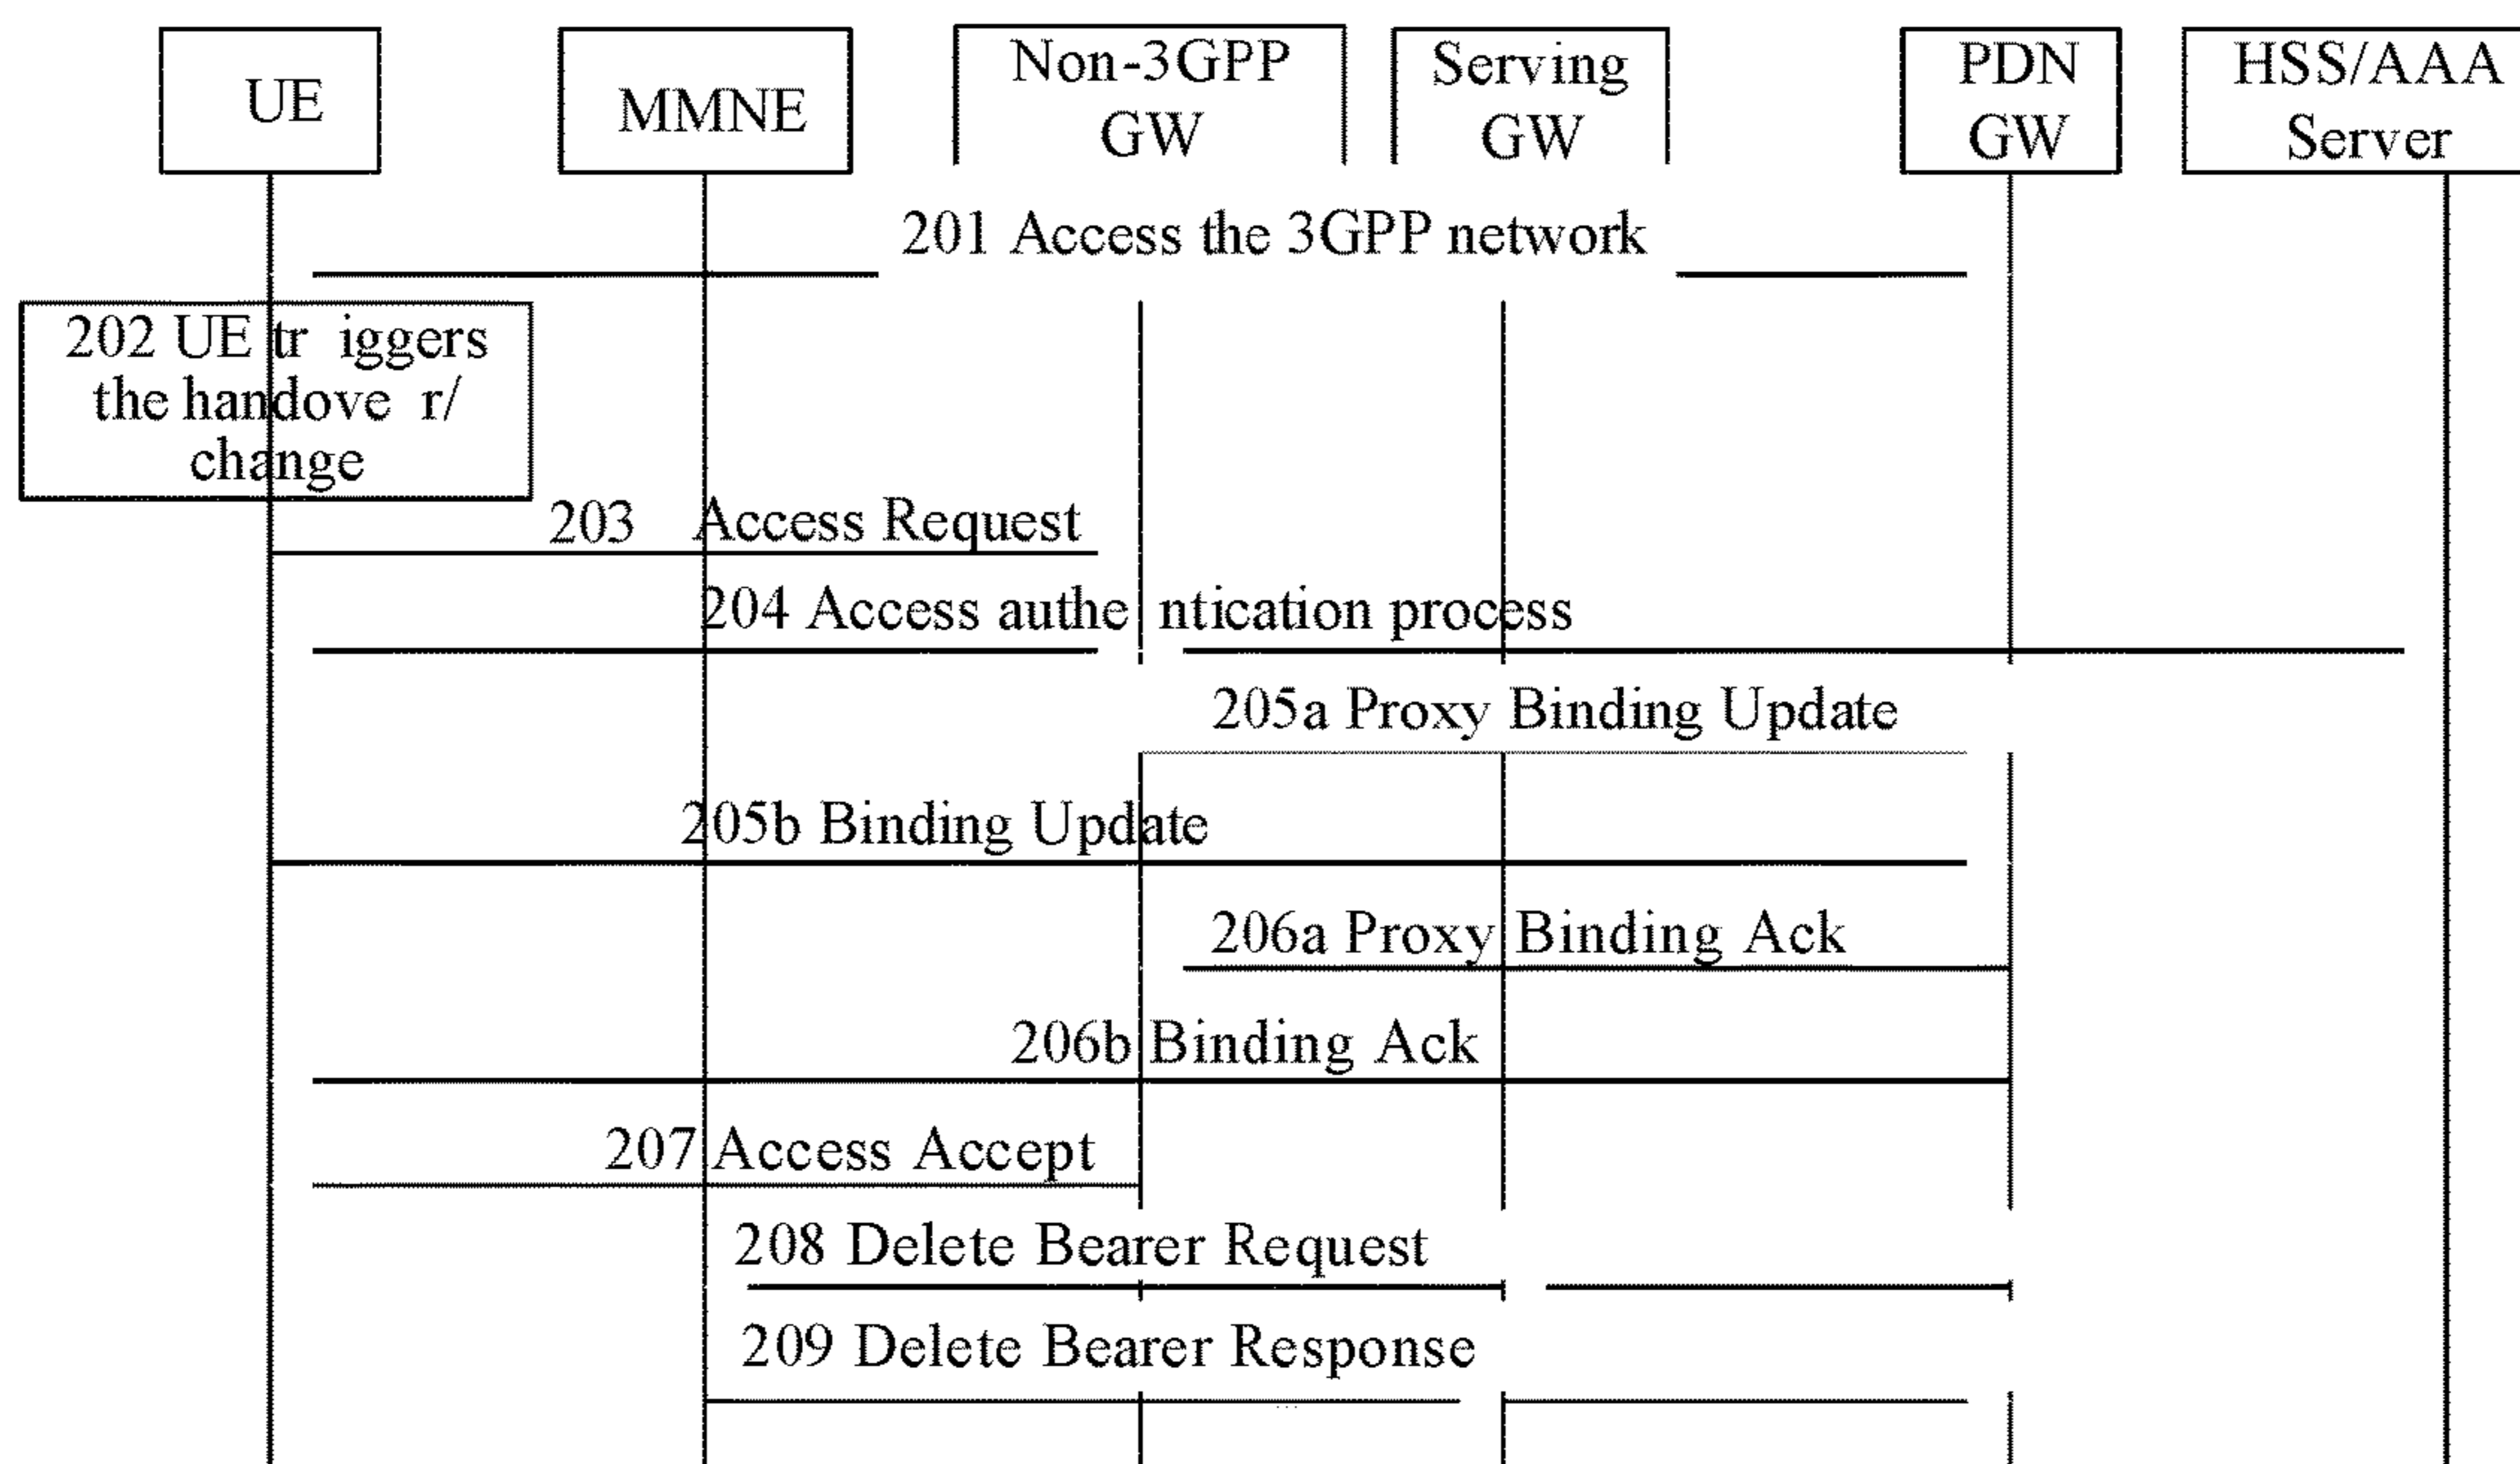 UE
MMNE
Non-3GPP
GW
Serving
GW
PDN
GW
HSS/AAA
Server
201 Access the 3GPP network
202 UE tr iggers
the handove r/
change
203 Access Request
204 Access authe ntication process
205a Proxy Binding Update
205b Binding Update
206a Proxy Binding Ack
206b Binding Ack
207 Access Accept
208 Delete Bearer Request
209 Delete Bearer Response